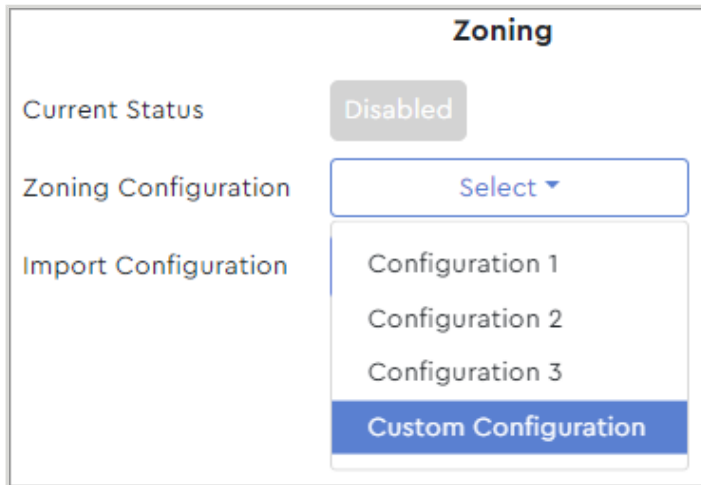 Zoning
Current Status Disabled
Zoning Configuration Select
Import Configuration
Configuration 1
Configuration 2
Configuration 3
Custom Configuration